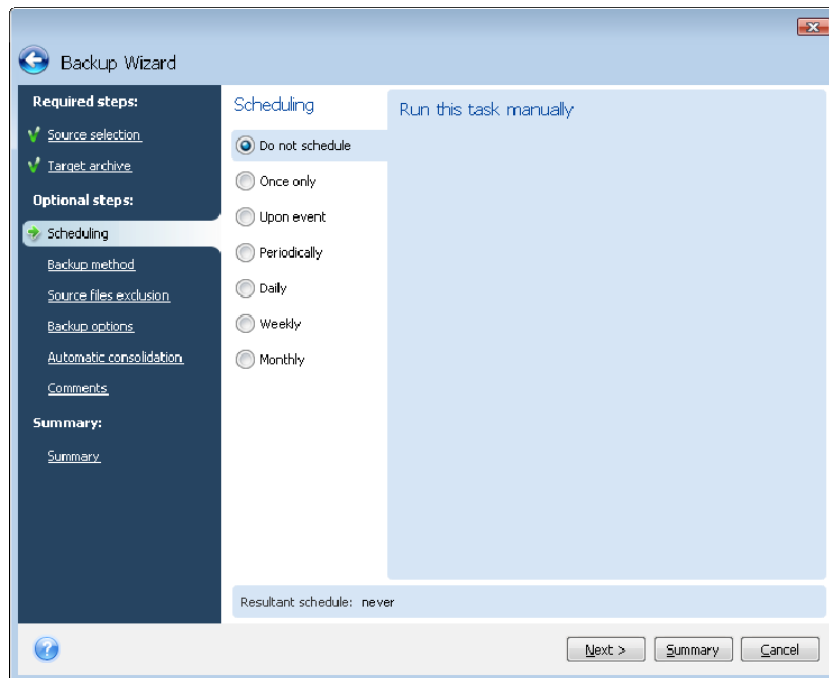 Backup Wizard
Required steps:
Source selection
Target archive
Optional steps:
Scheduling
Backup method
Source files exclusion
Backup options
Automatic consolidation
Comments
Summary:
Summary
Scheduling
Do not schedule
Once only
Upon event
Periodically
Daily
Weekly
Monthly
Run this task manually
Resultant schedule: never
Next >
Summary
Cancel